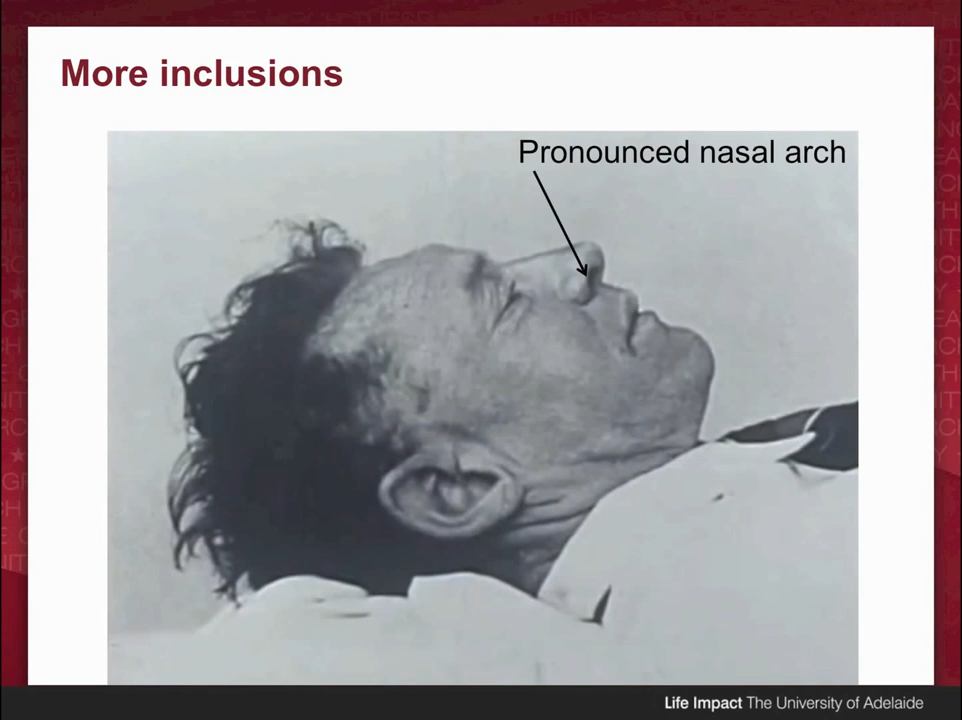 More inclusions
Pronounced nasal arch
Life Impact The University of Adelaide